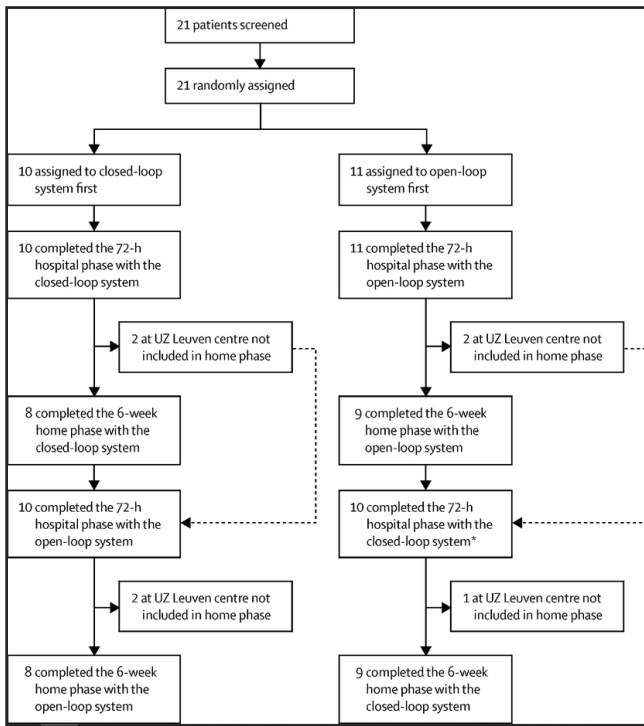 21 patients screened
21 randomly assigned
10 assigned to closed-loop
system first
11 assigned to open-loop
system first
10 completed the 72-h
hospital phase with the
closed-loop system
11 completed the 72-h
hospital phase with the
open-loop system
2 at UZ Leuven centre not
included in home phase
2 at UZ Leuven centre not
included in home phase
8 completed the 6-week
home phase with the
closed-loop system
9 completed the 6-week
home phase with the
open-loop system
10 completed the 72-h
hospital phase with the
open-loop system
10 completed the 72-h
hospital phase with the
closed-loop system*
2 at UZ Leuven centre not
included in home phase
1 at UZ Leuven centre not
included in home phase
8 completed the 6-week
home phase with the
open-loop system
9 completed the 6-week
home phase with the
closed-loop system